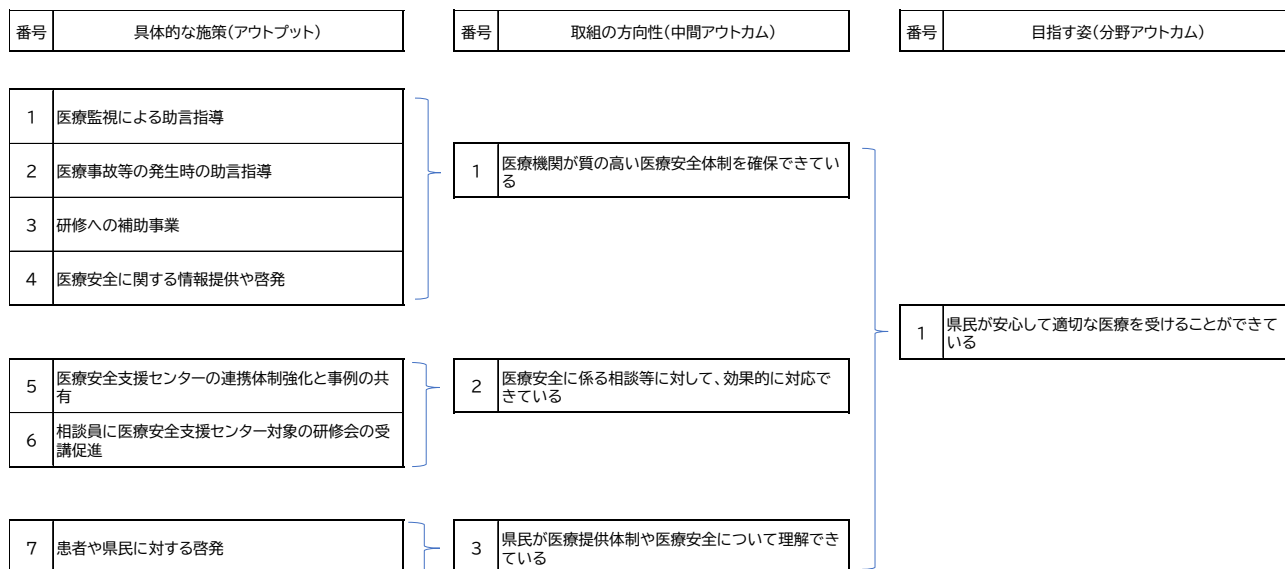 番号 具体的な施策(アウトプット) 番号 取組の方向性(中間アウトカム) 番号 目指す姿(分野アウトカム)
1 医療監視による助言指導
2 医療事故等の発生時の助言指導
3 研修への補助事業
4 医療安全に関する情報提供や啓発
1 医療機関が質の高い医療安全体制を確保できてい
る
5 医療安全支援センターの連携体制強化と事例の共
有
6 相談員に医療安全支援センター対象の研修会の受
講促進
2 医療安全に係る相談等に対して、効果的に対応で
きている
7 患者や県民に対する啓発
3 県民が医療提供体制や医療安全について理解でき
ている
1 県民が安心して適切な医療を受けることができて
いる